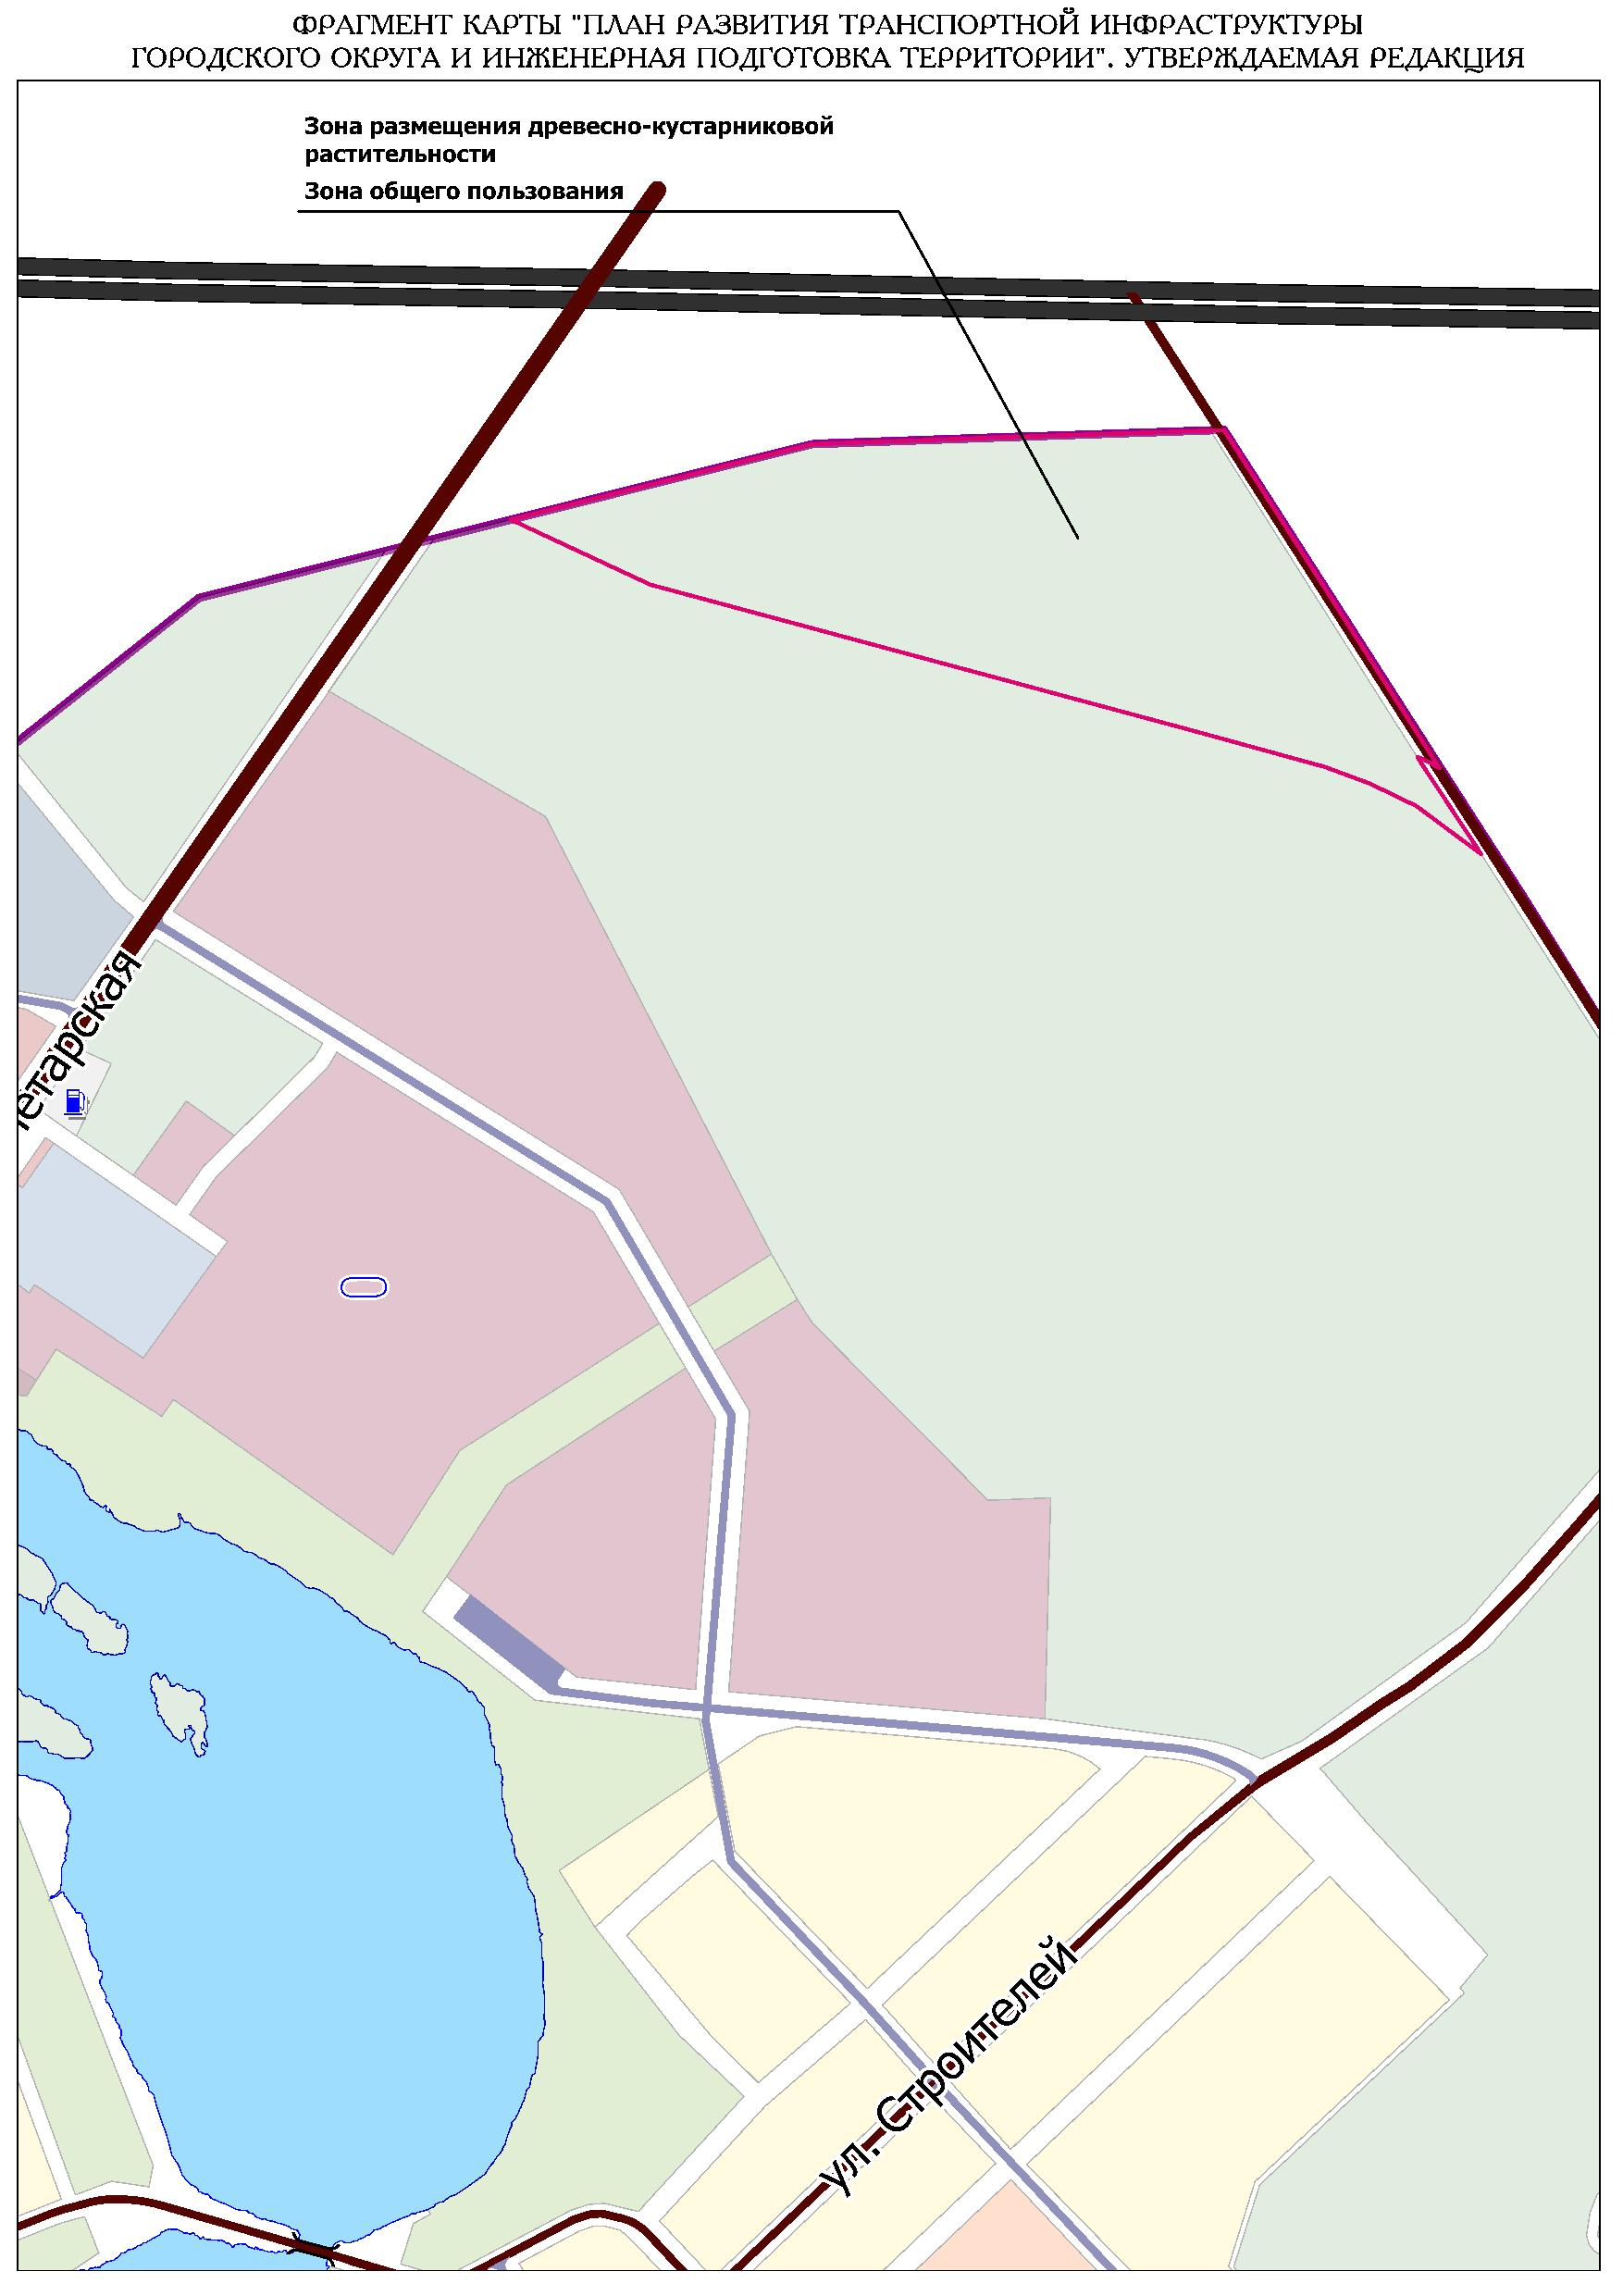 ФРАГМЕНТ КАРТЫ "ПЛАН РАЗВИТИЯ ТРАНСПОРТНОЙ ИНФРАСТРУКТУРЫ
ГОРОДСКОГО ОКРУГА И ИНЖЕНЕРНАЯ ПОДГОТОВКА ТЕРРИТОРИИ". УТВЕРЖДАЕМАЯ РЕДАКЦИЯ
Зона размещения древесно-кустарниковой
растительности
Зона общего пользования
летарская
ул. Строителей